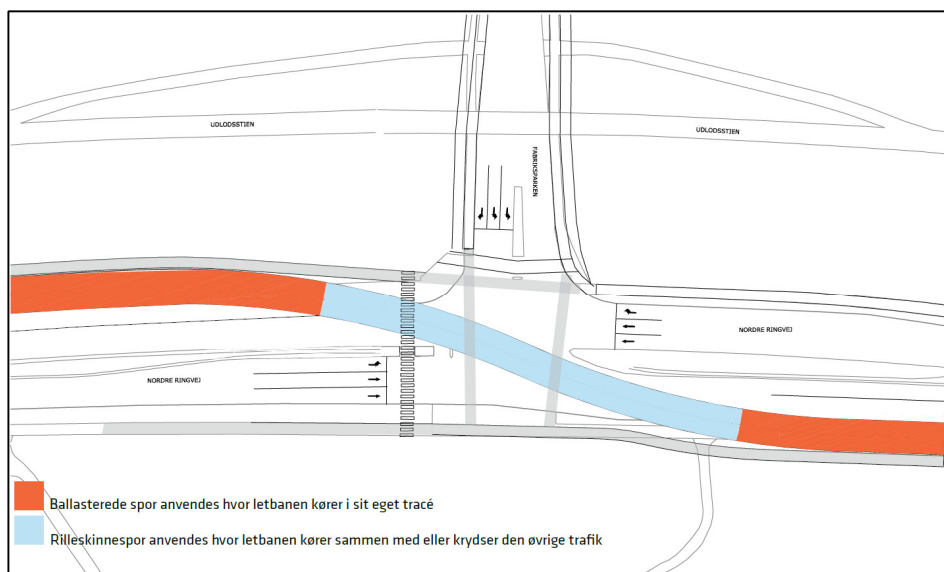 UDLODSSTIEN
UDLODSSTIEN
FABRIKSPARKEN
NORDRE RINGVEJ
NORDRE RINGVEJ
Ballasterede spor anvendes hvor letbanen kører i sit eget tracé
Rilleskinnespor anvendes hvor letbanen kører sammen med eller krydser den øvrige trafik